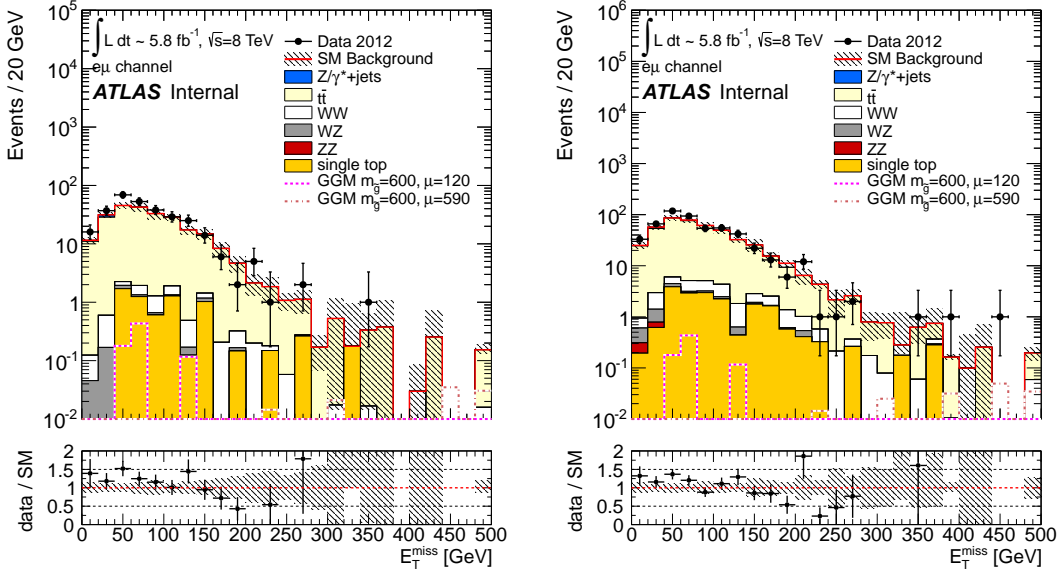 Events / 20 GeV
10⁵
10⁴
10³
10²
10
1
10⁻¹
10⁻²
∫ L dt ~ 5.8 fb⁻¹, √s=8 TeV
eμ channel
ATLAS Internal
Data 2012
SM Background
Z/γ*+jets
tt̄
WW
WZ
ZZ
single top
GGM m_g̃=600, μ=120
GGM m_g̃=600, μ=590
data / SM
2
1.5
1
0.5
0
0 50 100 150 200 250 300 350 400 450 500
E_T^miss [GeV]
Events / 20 GeV
10⁶
10⁵
10⁴
10³
10²
10
1
10⁻¹
10⁻²
∫ L dt ~ 5.8 fb⁻¹, √s=8 TeV
eμ channel
ATLAS Internal
Data 2012
SM Background
Z/γ*+jets
tt̄
WW
WZ
ZZ
single top
GGM m_g̃=600, μ=120
GGM m_g̃=600, μ=590
data / SM
2
1.5
1
0.5
0
0 50 100 150 200 250 300 350 400 450 500
E_T^miss [GeV]